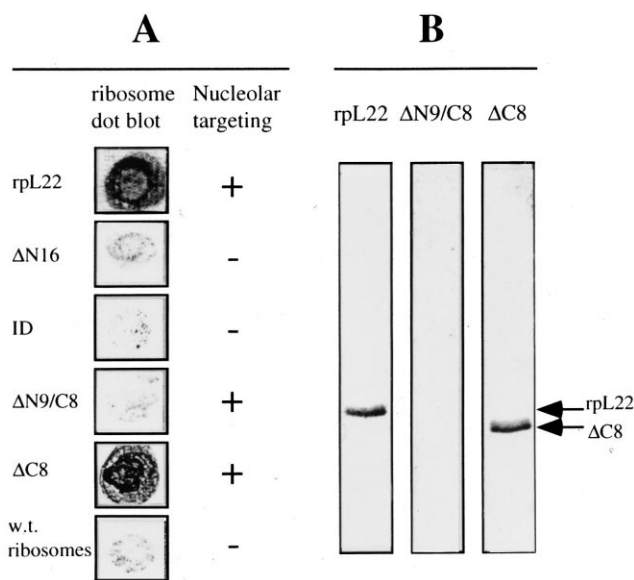 A
B
ribosome Nucleolar
dot blot targeting
rpL22 ΔN9/C8 ΔC8
rpL22 +
ΔN16 -
ID -
ΔN9/C8 +
ΔC8 +
w.t.
ribosomes -
rpL22
ΔC8